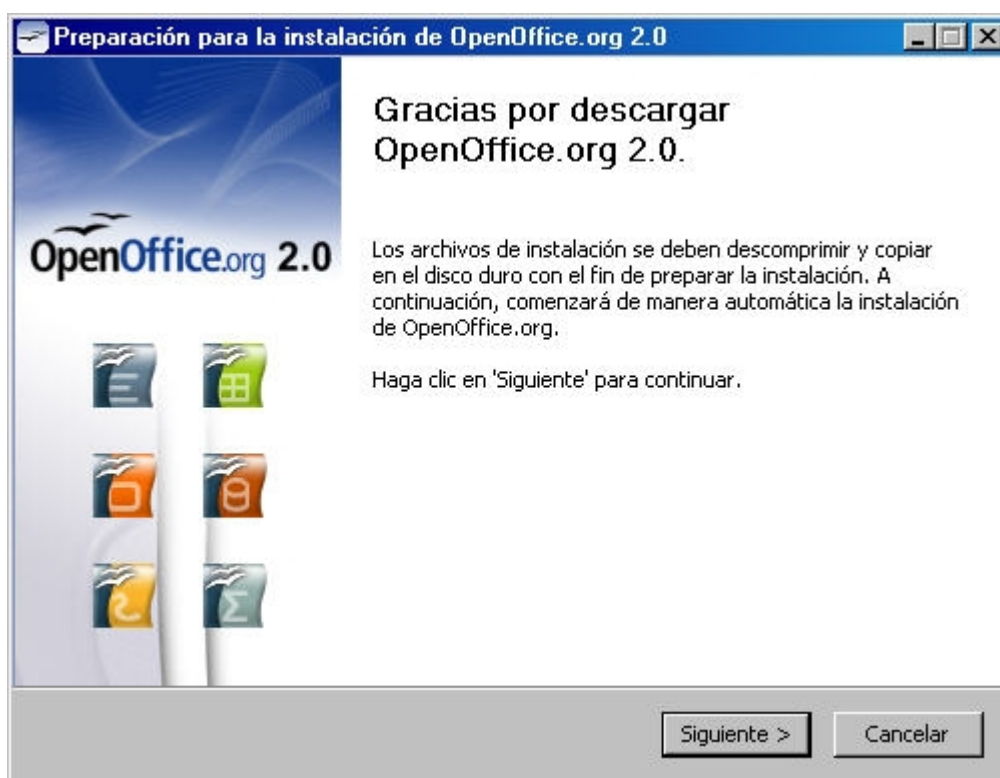 Preparación para la instalación de OpenOffice.org 2.0
Gracias por descargar
OpenOffice.org 2.0.
OpenOffice.org 2.0
Los archivos de instalación se deben descomprimir y copiar
en el disco duro con el fin de preparar la instalación. A
continuación, comenzará de manera automática la instalación
de OpenOffice.org.
Haga clic en 'Siguiente' para continuar.
Siguiente >
Cancelar